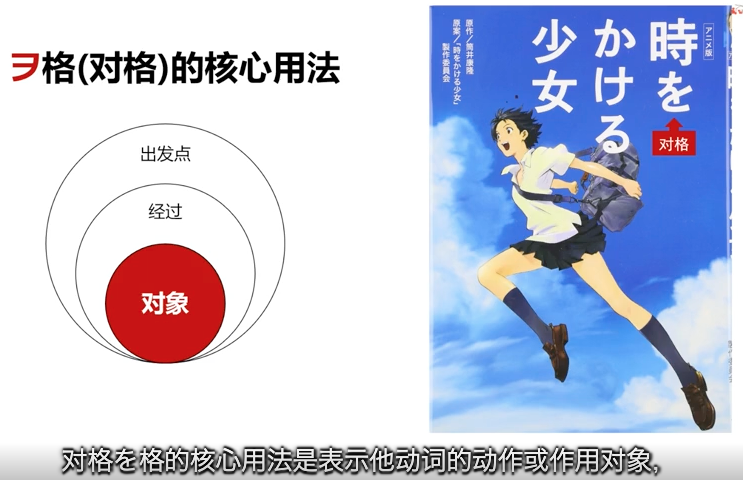 ヲ格(对格)的核心用法
出发点
经过
对象
アニメ版
時を
かける
少女
原作/筒井康隆
原案/「時をかける少女」
製作委員会
对格
对格を格的核心用法是表示他动词的动作或作用对象,